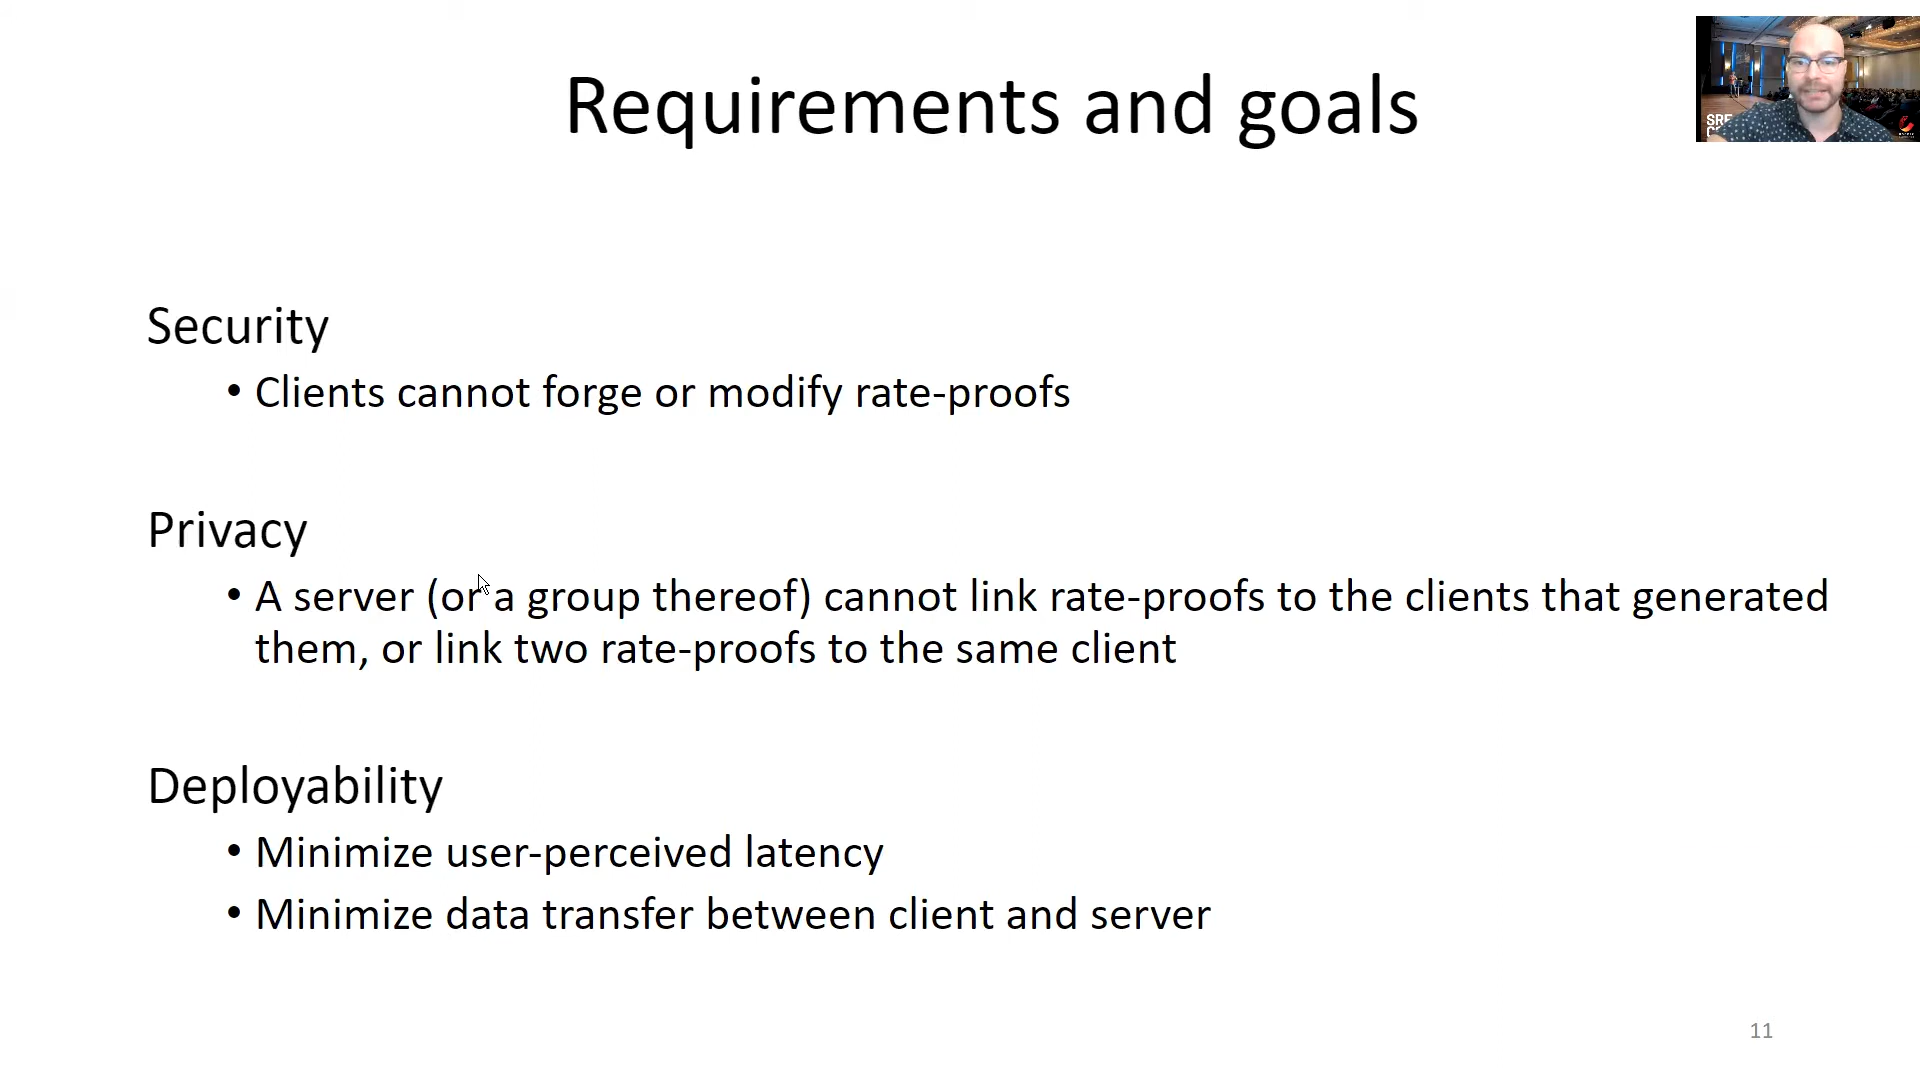 Requirements and goals
Security
• Clients cannot forge or modify rate-proofs
Privacy
• A server (or a group thereof) cannot link rate-proofs to the clients that generated
them, or link two rate-proofs to the same client
Deployability
• Minimize user-perceived latency
• Minimize data transfer between client and server
11